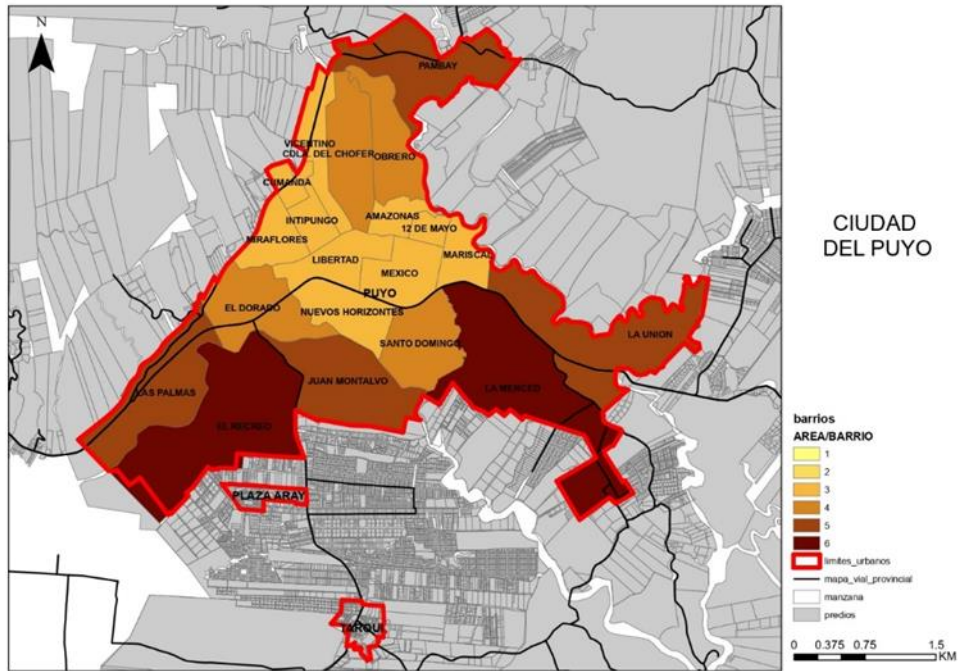 N
PAMBAY
VICENTINO
CDLA. DEL CHOFER
OBRERO
CUMANDÁ
INTIPUNGO
AMAZONAS
12 DE MAYO
MIRAFLORES
LIBERTAD
MARISCAL
MEXICO
PUYO
EL DORADO
NUEVOS HORIZONTES
SANTO DOMINGO
LA UNION
JUAN MONTALVO
LAS PALMAS
LA MERCED
EL RECREO
PLAZA ARAY
TARQUI
CIUDAD
DEL PUYO
barrios
AREA/BARRIO
1
2
3
4
5
6
limites_urbanos
mapa_vial_provincial
manzana
predios
0 0.375 0.75 1.5
KM